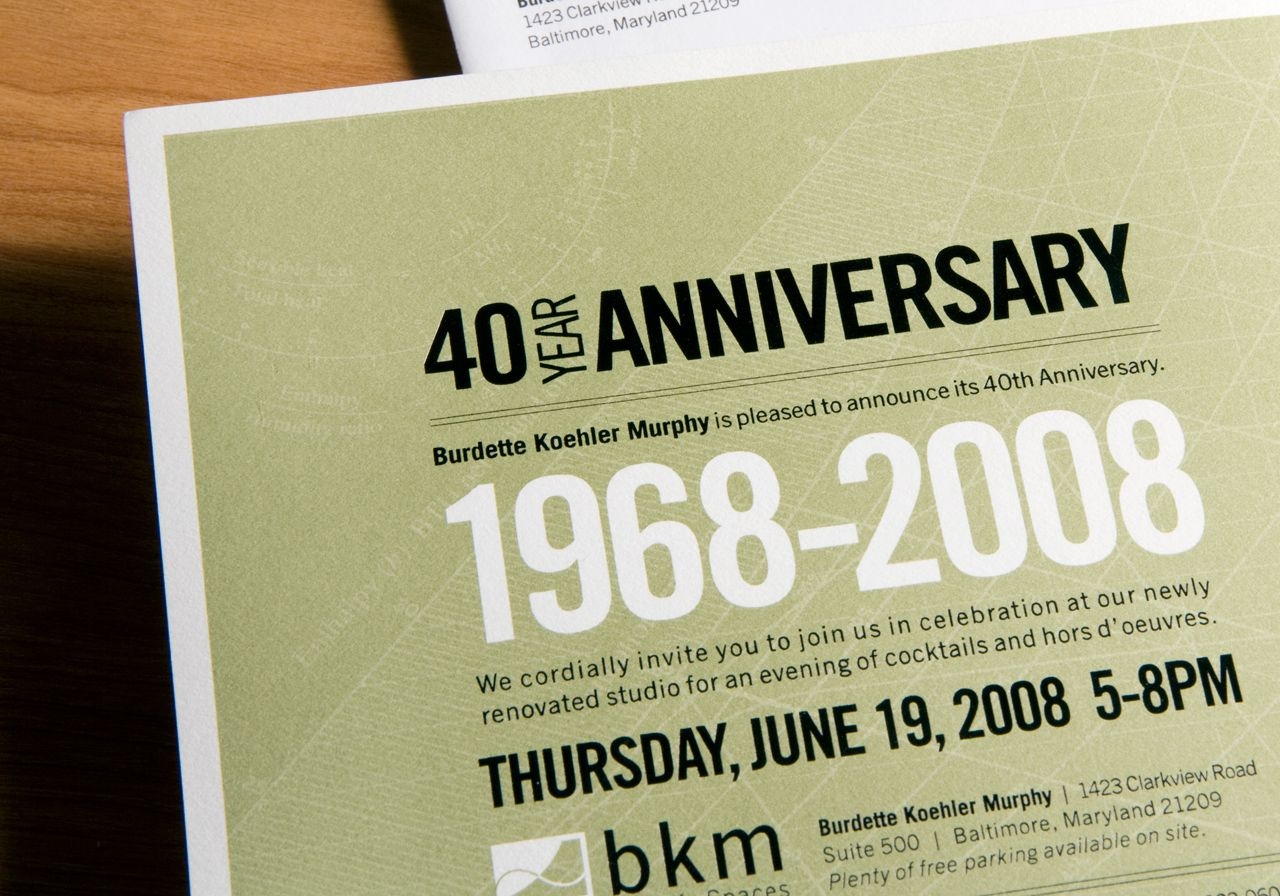 1423 Clarkview
Baltimore, Maryland 21209
40 YEAR ANNIVERSARY
Burdette Koehler Murphy is pleased to announce its 40th Anniversary.
1968-2008
We cordially invite you to join us in celebration at our newly
renovated studio for an evening of cocktails and hors d'oeuvres.
THURSDAY, JUNE 19, 2008 5-8PM
bkm
Spaces
Burdette Koehler Murphy | 1423 Clarkview Road
Suite 500 | Baltimore, Maryland 21209
Plenty of free parking available on site.